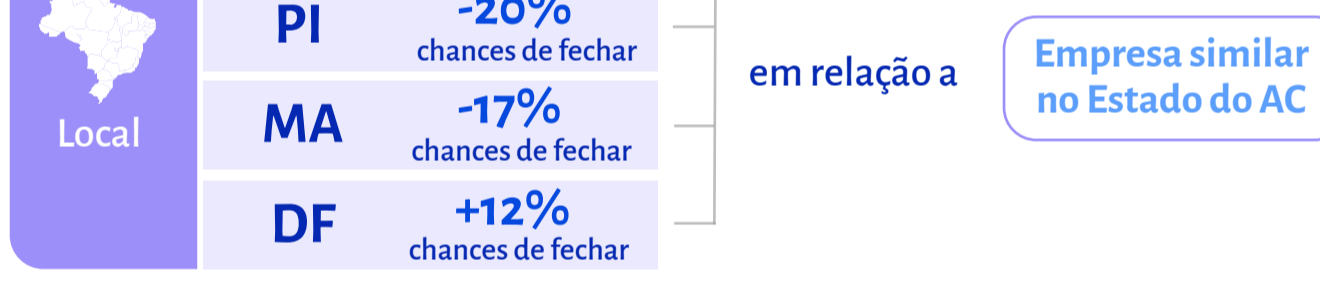 Local
PI
-20%
chances de fechar
MA
-17%
chances de fechar
DF
+12%
chances de fechar
em relação a
Empresa similar
no Estado do AC